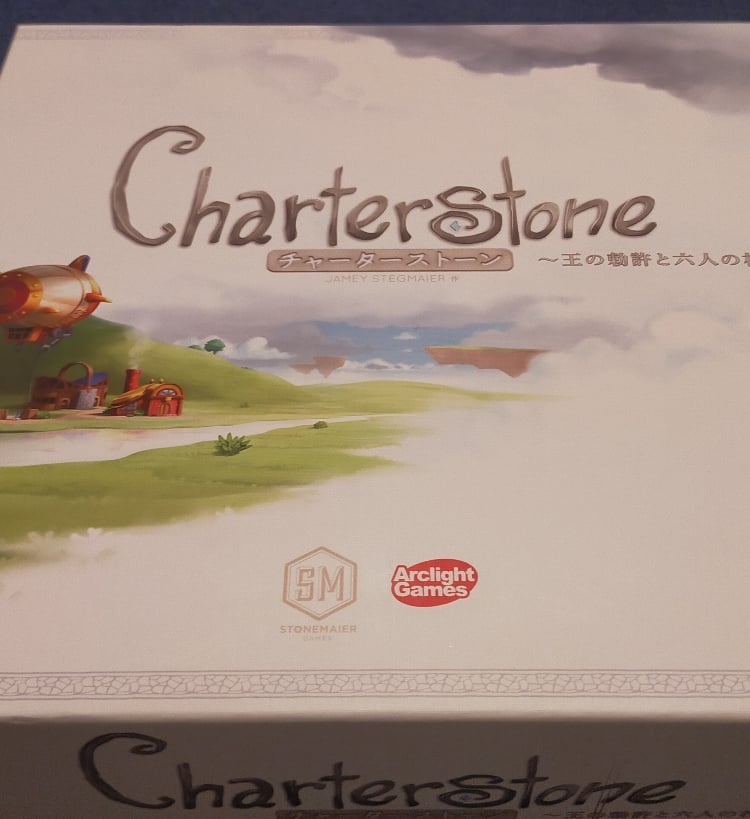 Charterstone
チャーターストーン
～王の勅許と六人の
JAMEY STEGMAIER 作
SM
STONEMAIER
GAMES
Arclight
Games
Charterstone